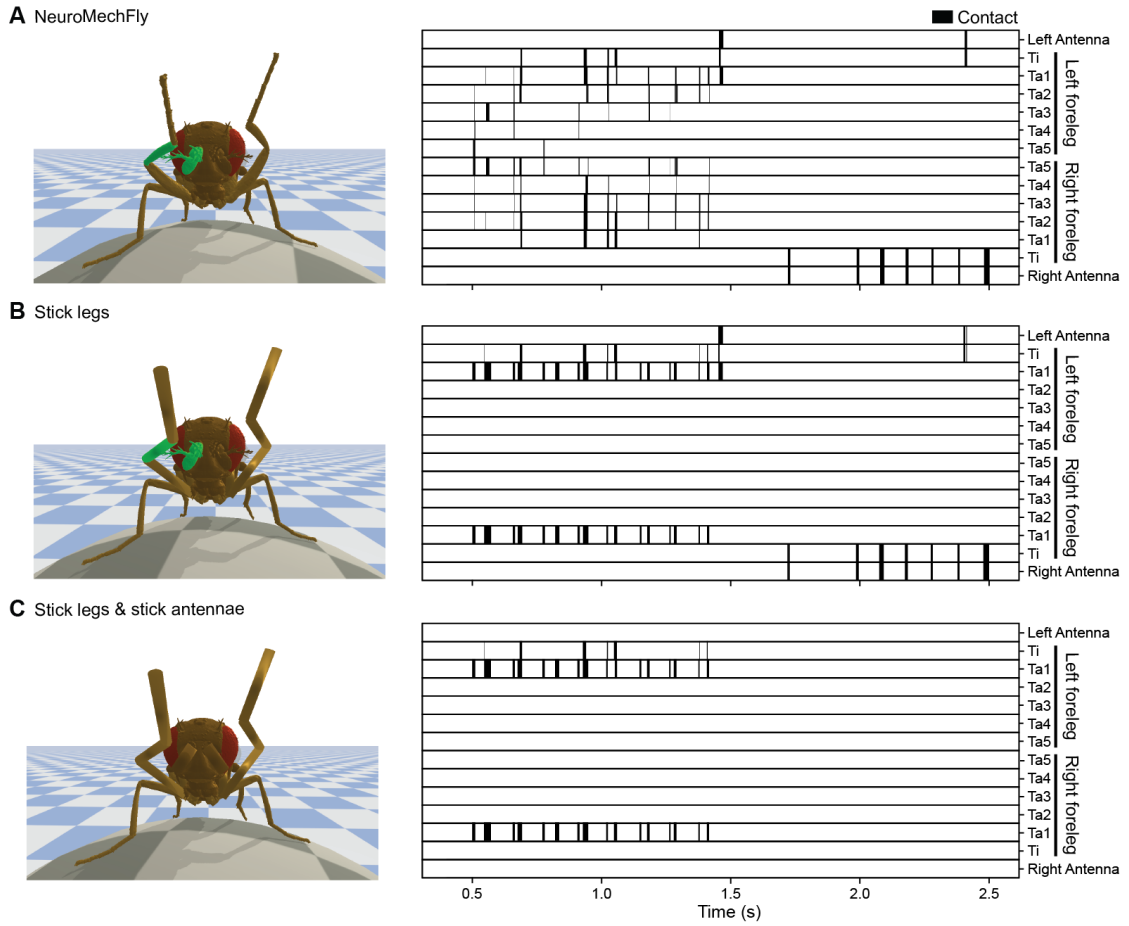 A NeuroMechFly
Contact
Left Antenna
Ti
Ta1
Ta2
Ta3
Ta4
Ta5
Left foreleg
Ta5
Ta4
Ta3
Ta2
Ta1
Ti
Right foreleg
Right Antenna
B Stick legs
Left Antenna
Ti
Ta1
Ta2
Ta3
Ta4
Ta5
Left foreleg
Ta5
Ta4
Ta3
Ta2
Ta1
Ti
Right foreleg
Right Antenna
C Stick legs & stick antennae
Left Antenna
Ti
Ta1
Ta2
Ta3
Ta4
Ta5
Left foreleg
Ta5
Ta4
Ta3
Ta2
Ta1
Ti
Right foreleg
Right Antenna
0.5 1.0 1.5 2.0 2.5
Time (s)